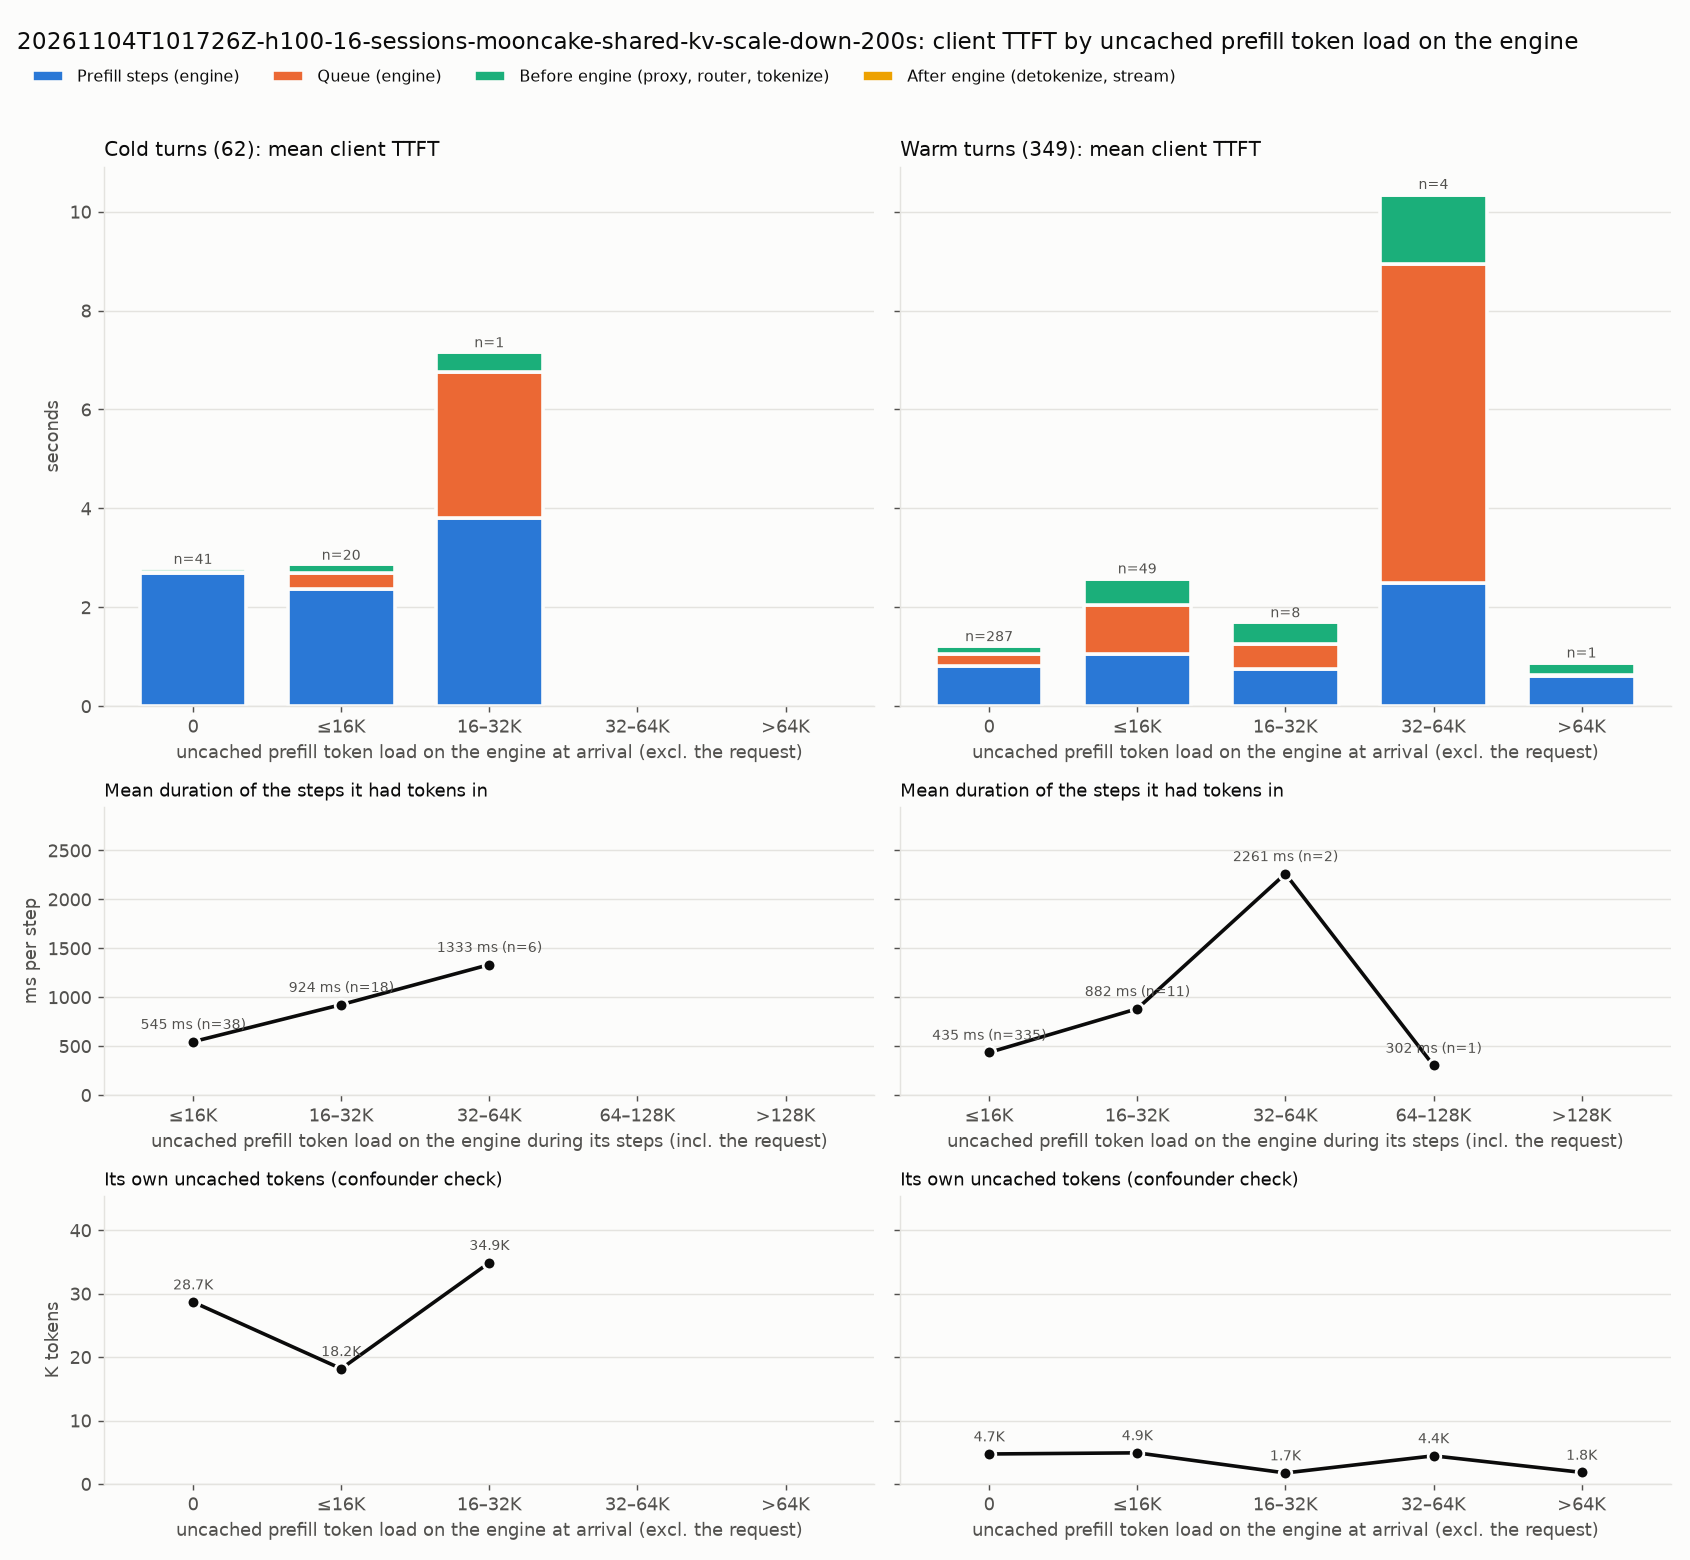 20261104T101726Z-h100-16-sessions-mooncake-shared-kv-scale-down-200s: client TTFT by uncached prefill token load on the engine
Prefill steps (engine) Queue (engine) Before engine (proxy, router, tokenize) After engine (detokenize, stream)
Cold turns (62): mean client TTFT
seconds
10
8
6
4
2
0
n=41
n=20
n=1
0 ≤16K 16–32K 32–64K >64K
uncached prefill token load on the engine at arrival (excl. the request)
Warm turns (349): mean client TTFT
n=287
n=49
n=8
n=4
n=1
0 ≤16K 16–32K 32–64K >64K
uncached prefill token load on the engine at arrival (excl. the request)
Mean duration of the steps it had tokens in
ms per step
2500
2000
1500
1000
500
0
545 ms (n=38)
924 ms (n=18)
1333 ms (n=6)
≤16K 16–32K 32–64K 64–128K >128K
uncached prefill token load on the engine during its steps (incl. the request)
Mean duration of the steps it had tokens in
435 ms (n=335)
882 ms (n=11)
2261 ms (n=2)
302 ms (n=1)
≤16K 16–32K 32–64K 64–128K >128K
uncached prefill token load on the engine during its steps (incl. the request)
Its own uncached tokens (confounder check)
K tokens
40
30
20
10
0
28.7K
18.2K
34.9K
0 ≤16K 16–32K 32–64K >64K
uncached prefill token load on the engine at arrival (excl. the request)
Its own uncached tokens (confounder check)
4.7K
4.9K
1.7K
4.4K
1.8K
0 ≤16K 16–32K 32–64K >64K
uncached prefill token load on the engine at arrival (excl. the request)